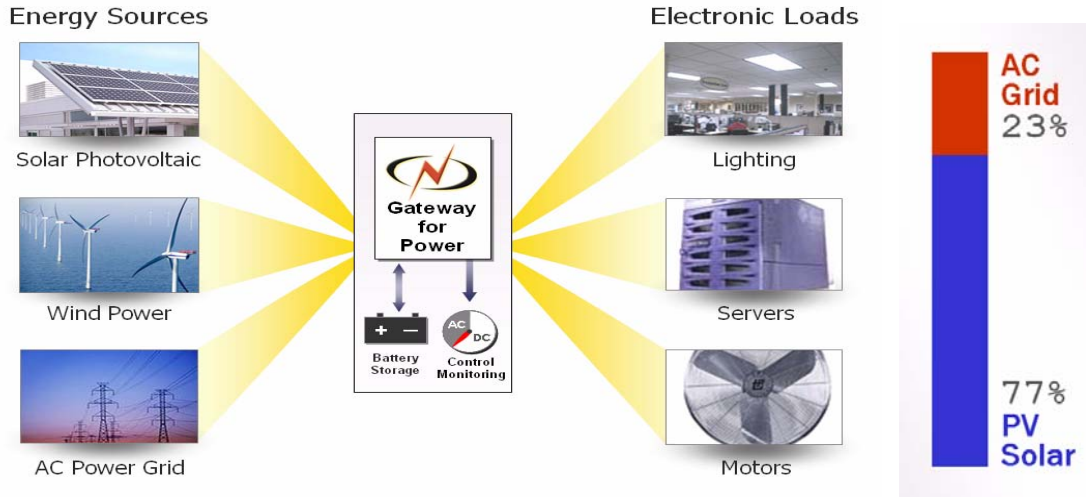 Energy Sources
Solar Photovoltaic
Wind Power
AC Power Grid
Gateway
for
Power
+ −
Battery
Storage
AC
DC
Control
Monitoring
Electronic Loads
Lighting
Servers
Motors
AC
Grid
23%
77%
PV
Solar